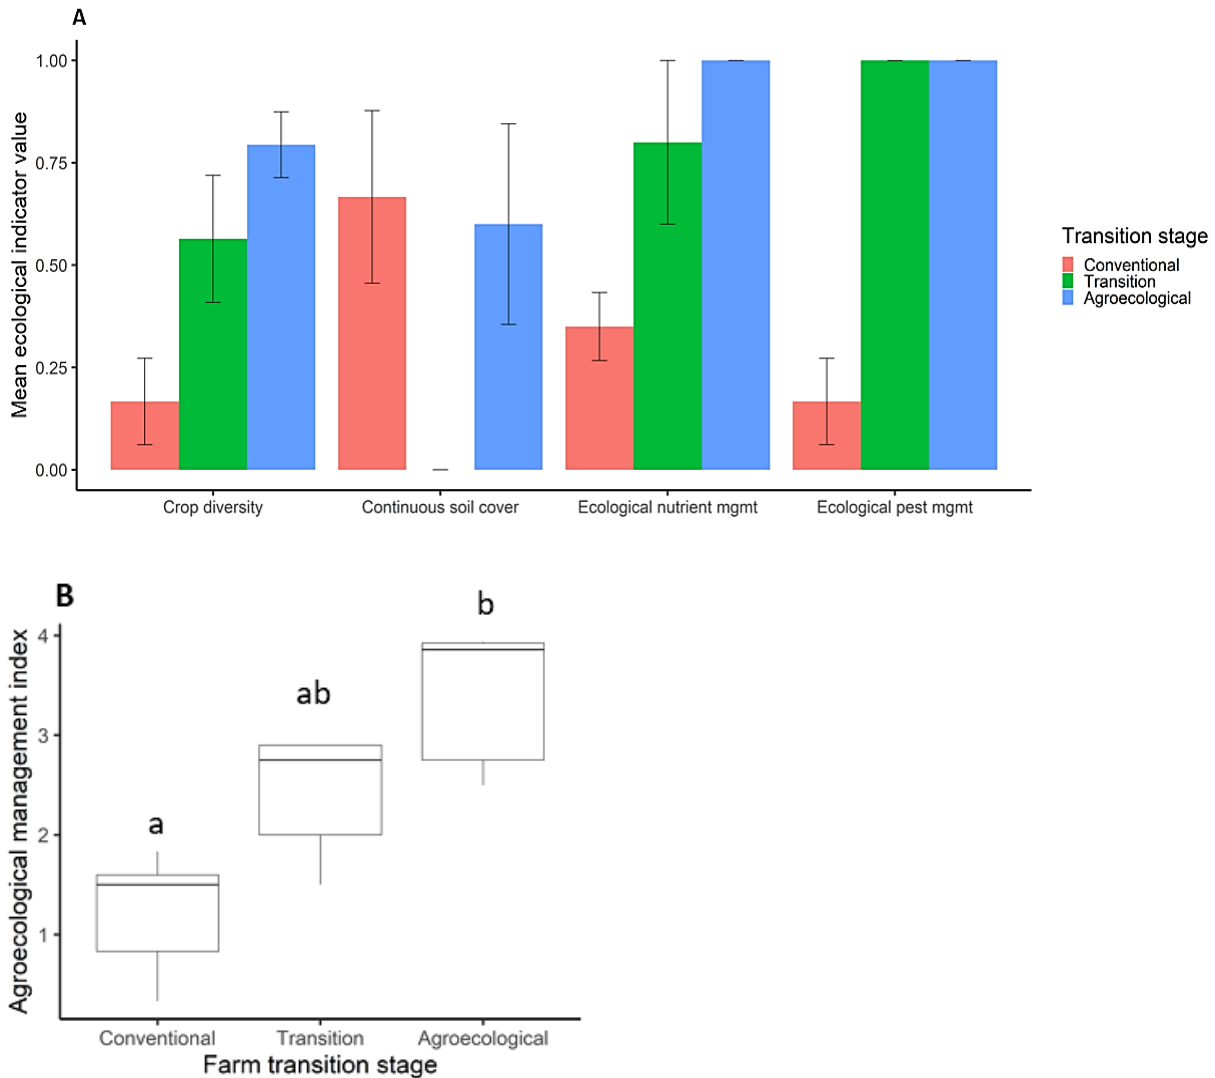 A
Mean ecological indicator value
1.00
0.75
0.50
0.25
0.00
Crop diversity
Continuous soil cover
Ecological nutrient mgmt
Ecological pest mgmt
Transition stage
Conventional
Transition
Agroecological
B
Agroecological management index
4
3
2
1
a
ab
b
Conventional
Transition
Agroecological
Farm transition stage